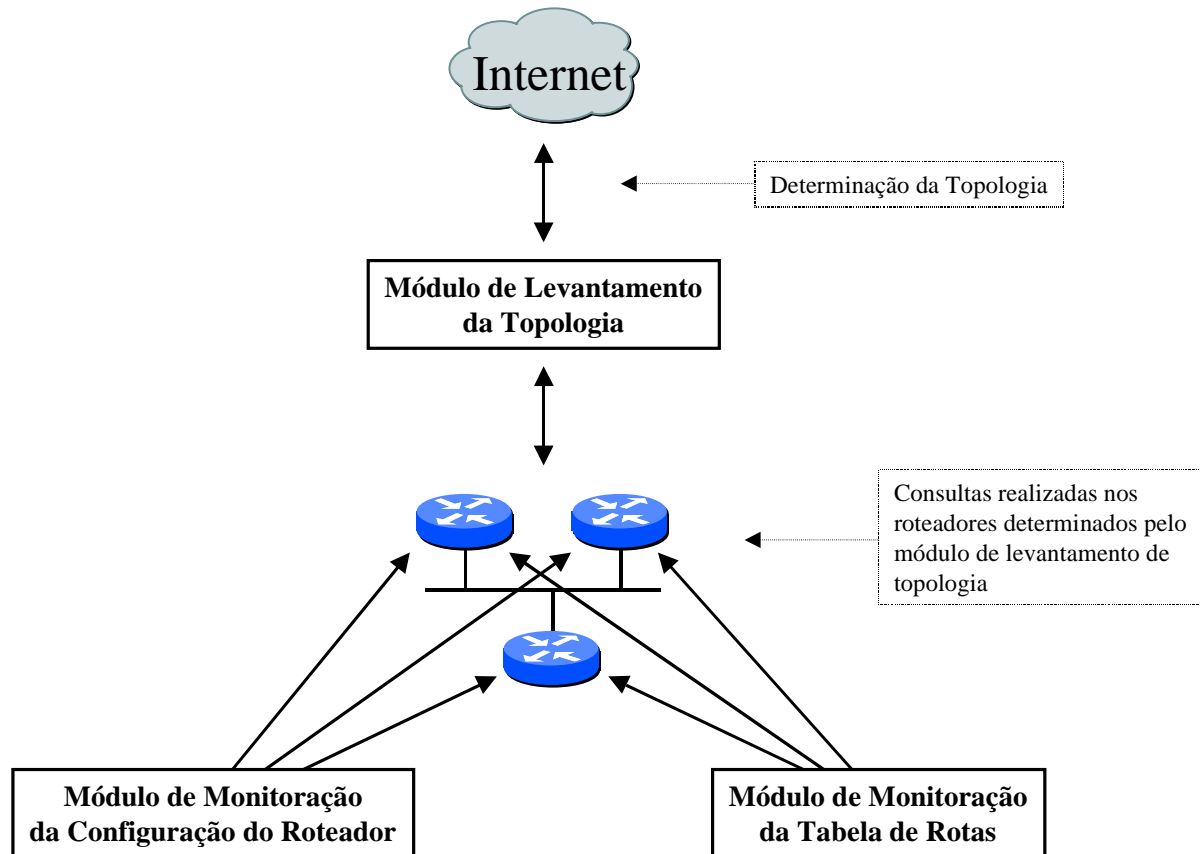 Internet
Determinação da Topologia
Módulo de Levantamento
da Topologia
Consultas realizadas nos
roteadores determinados pelo
módulo de levantamento de
topologia
Módulo de Monitoração
da Configuração do Roteador
Módulo de Monitoração
da Tabela de Rotas